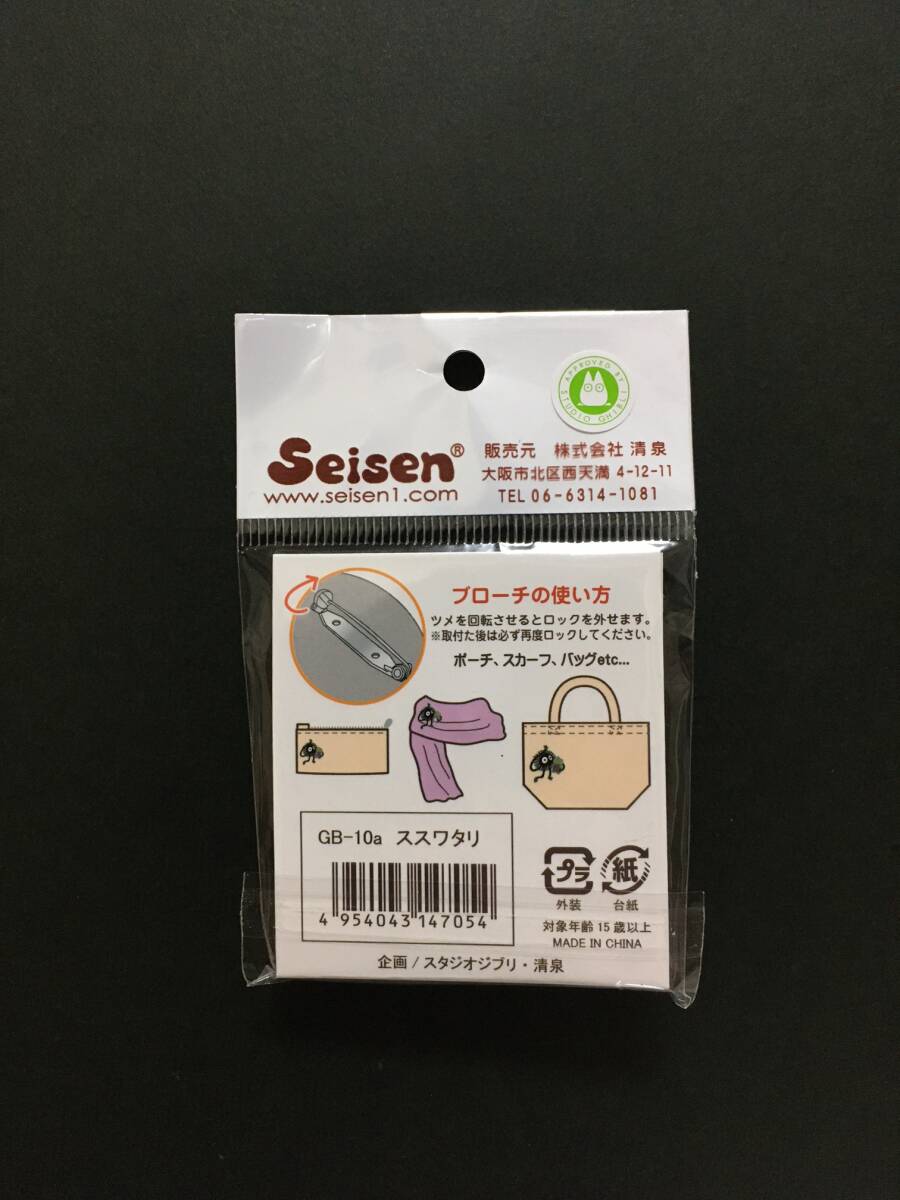 APPROVED BY
STUDIO GHIBLI
Seisen®
www.seisen1.com
販売元 株式会社 清泉
大阪市北区西天満 4-12-11
TEL 06-6314-1081
ブローチの使い方
ツメを回転させるとロックを外せます。
※取付た後は必ず再度ロックしてください。
ポーチ、スカーフ、バッグetc...
GB-10a ススワタリ
4 954043 147054
プラ
外装
紙
台紙
対象年齢 15 歳以上
MADE IN CHINA
企画 / スタジオジブリ・清泉